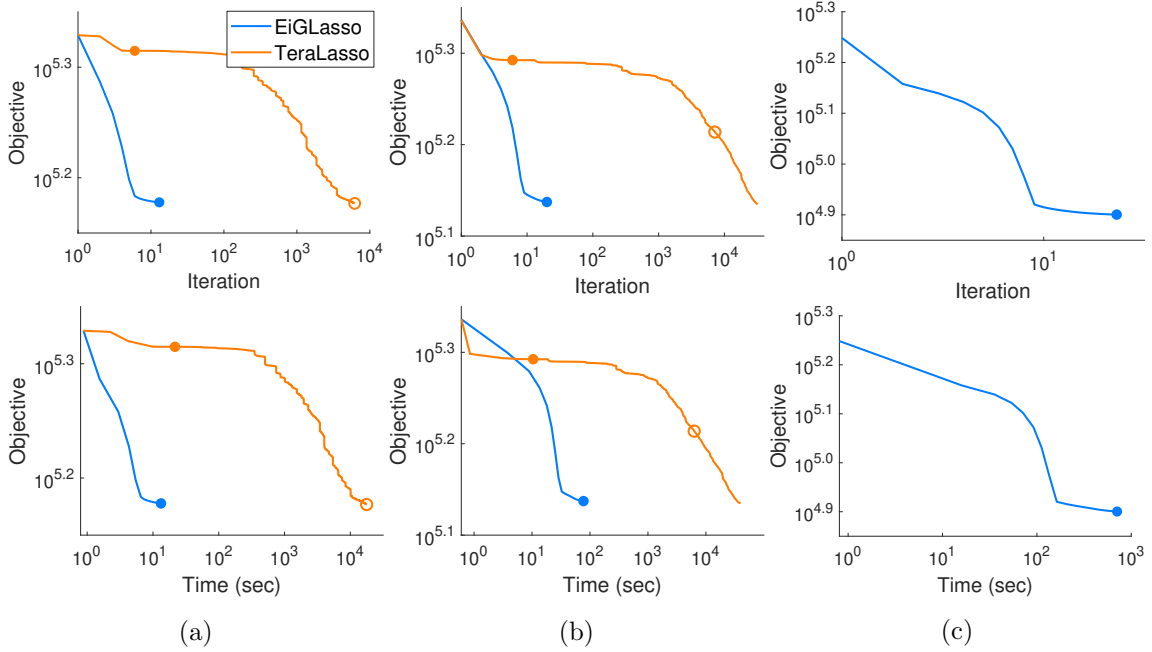 EiGLasso
TeraLasso
Objective
10^5.3
10^5.2
10^0 10^1 10^2 10^3 10^4
Iteration
Objective
10^5.3
10^5.2
10^5.1
10^0 10^1 10^2 10^3 10^4
Iteration
Objective
10^5.3
10^5.2
10^5.1
10^5.0
10^4.9
10^0 10^1
Iteration
Objective
10^5.3
10^5.2
10^0 10^1 10^2 10^3 10^4
Time (sec)
Objective
10^5.3
10^5.2
10^5.1
10^0 10^1 10^2 10^3 10^4
Time (sec)
Objective
10^5.3
10^5.2
10^5.1
10^5.0
10^4.9
10^0 10^1 10^2 10^3
Time (sec)
(a) (b) (c)